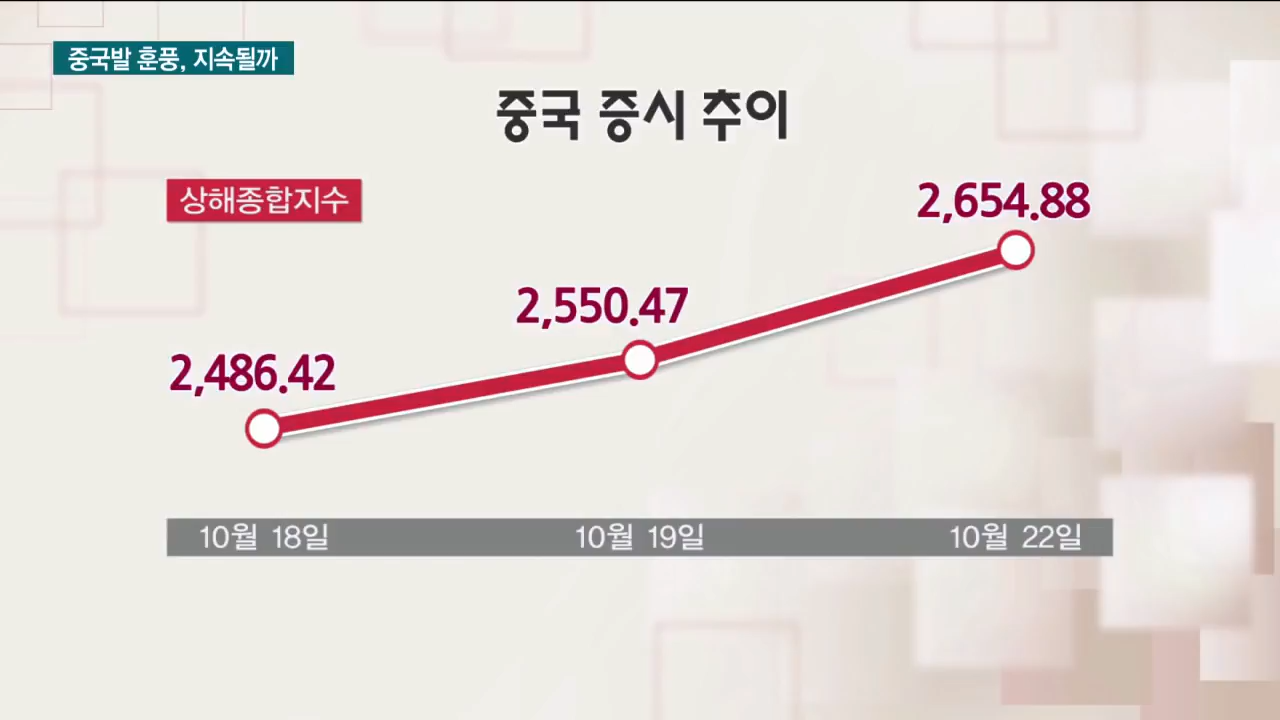 중국발 훈풍, 지속될까
중국 증시 추이
상해종합지수
2,486.42
2,550.47
2,654.88
10월 18일
10월 19일
10월 22일